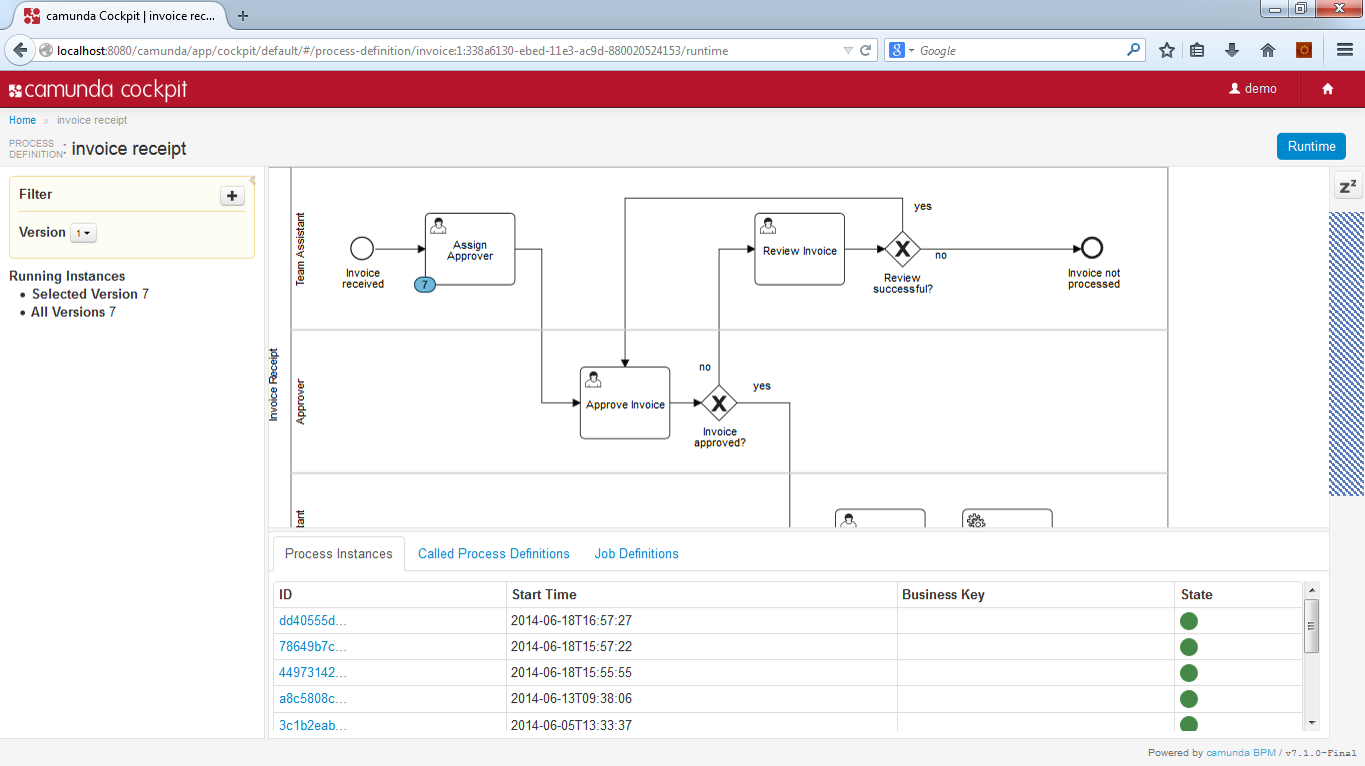 camunda Cockpit | invoice rec...
localhost:8080/camunda/app/cockpit/default/#/process-definition/invoice:1:338a6130-ebed-11e3-ac9d-880020524153/runtime
Google
camunda cockpit
demo
Home » invoice receipt
PROCESS DEFINITION: invoice receipt
Runtime
Filter
Version 1
Running Instances
Selected Version 7
All Versions 7
Invoice Receipt
Team Assistant
Invoice
received
Assign
Approver
7
Review Invoice
yes
no
Review
successful?
Invoice not
processed
Approver
Approve Invoice
no
yes
Invoice
approved?
tant
zz
Process Instances Called Process Definitions Job Definitions
ID Start Time Business Key State
dd40555d... 2014-06-18T16:57:27
78649b7c... 2014-06-18T15:57:22
44973142... 2014-06-18T15:55:55
a8c5808c... 2014-06-13T09:38:06
3c1b2eab... 2014-06-05T13:33:37
Powered by camunda BPM / v7.1.0-Final